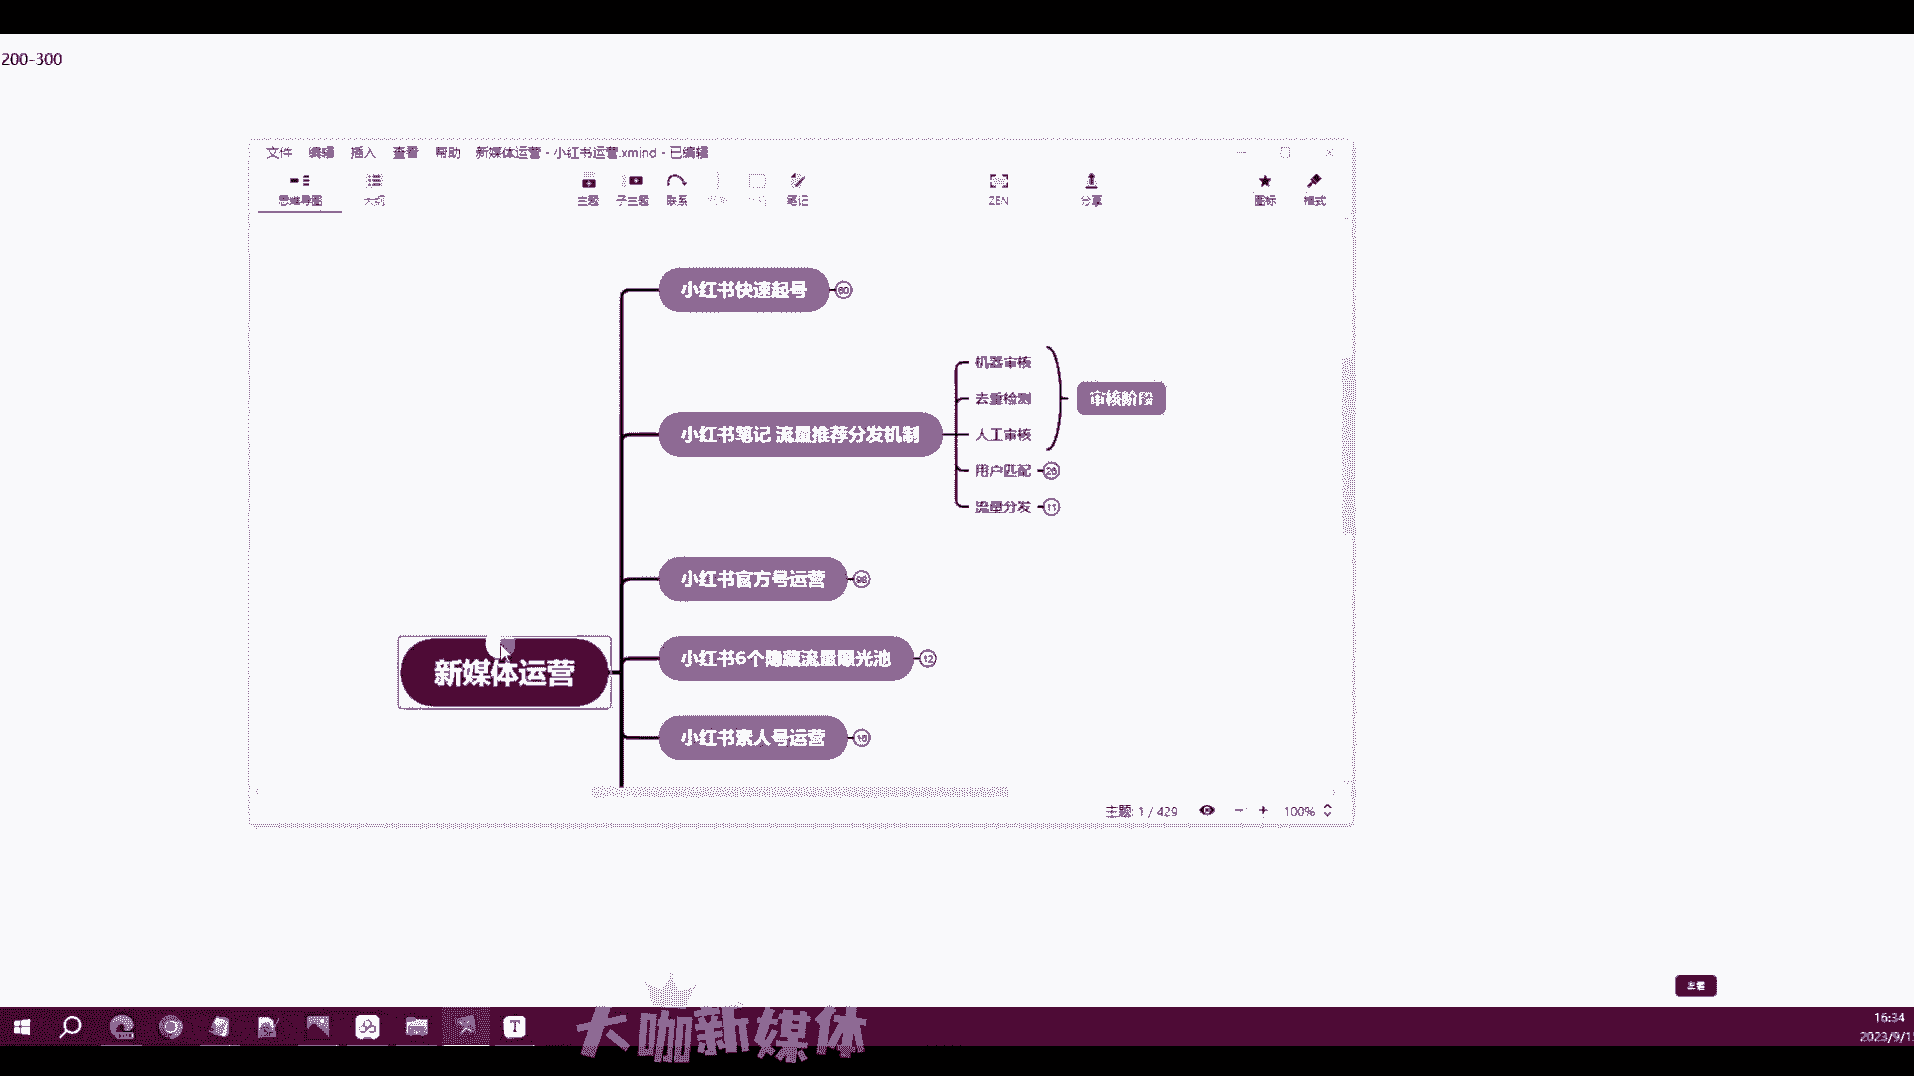 200-300
文件 编辑 插入 查看 帮助 新媒体运营 - 小红书运营.xmind - 已编辑
思维导图 大纲 主题 子主题 联系 笔记 ZEN 分享 图标 格式
小红书快速起号 60
机器审核
去重检测
审核阶段
小红书笔记 流量推荐分发机制
人工审核
用户匹配
流量分发 11
小红书官方号运营
小红书6个隐藏流量曝光池 12
新媒体运营
小红书素人号运营
主题: 1 / 429 100%
T
16:34
2023/9/1
大咖新媒体